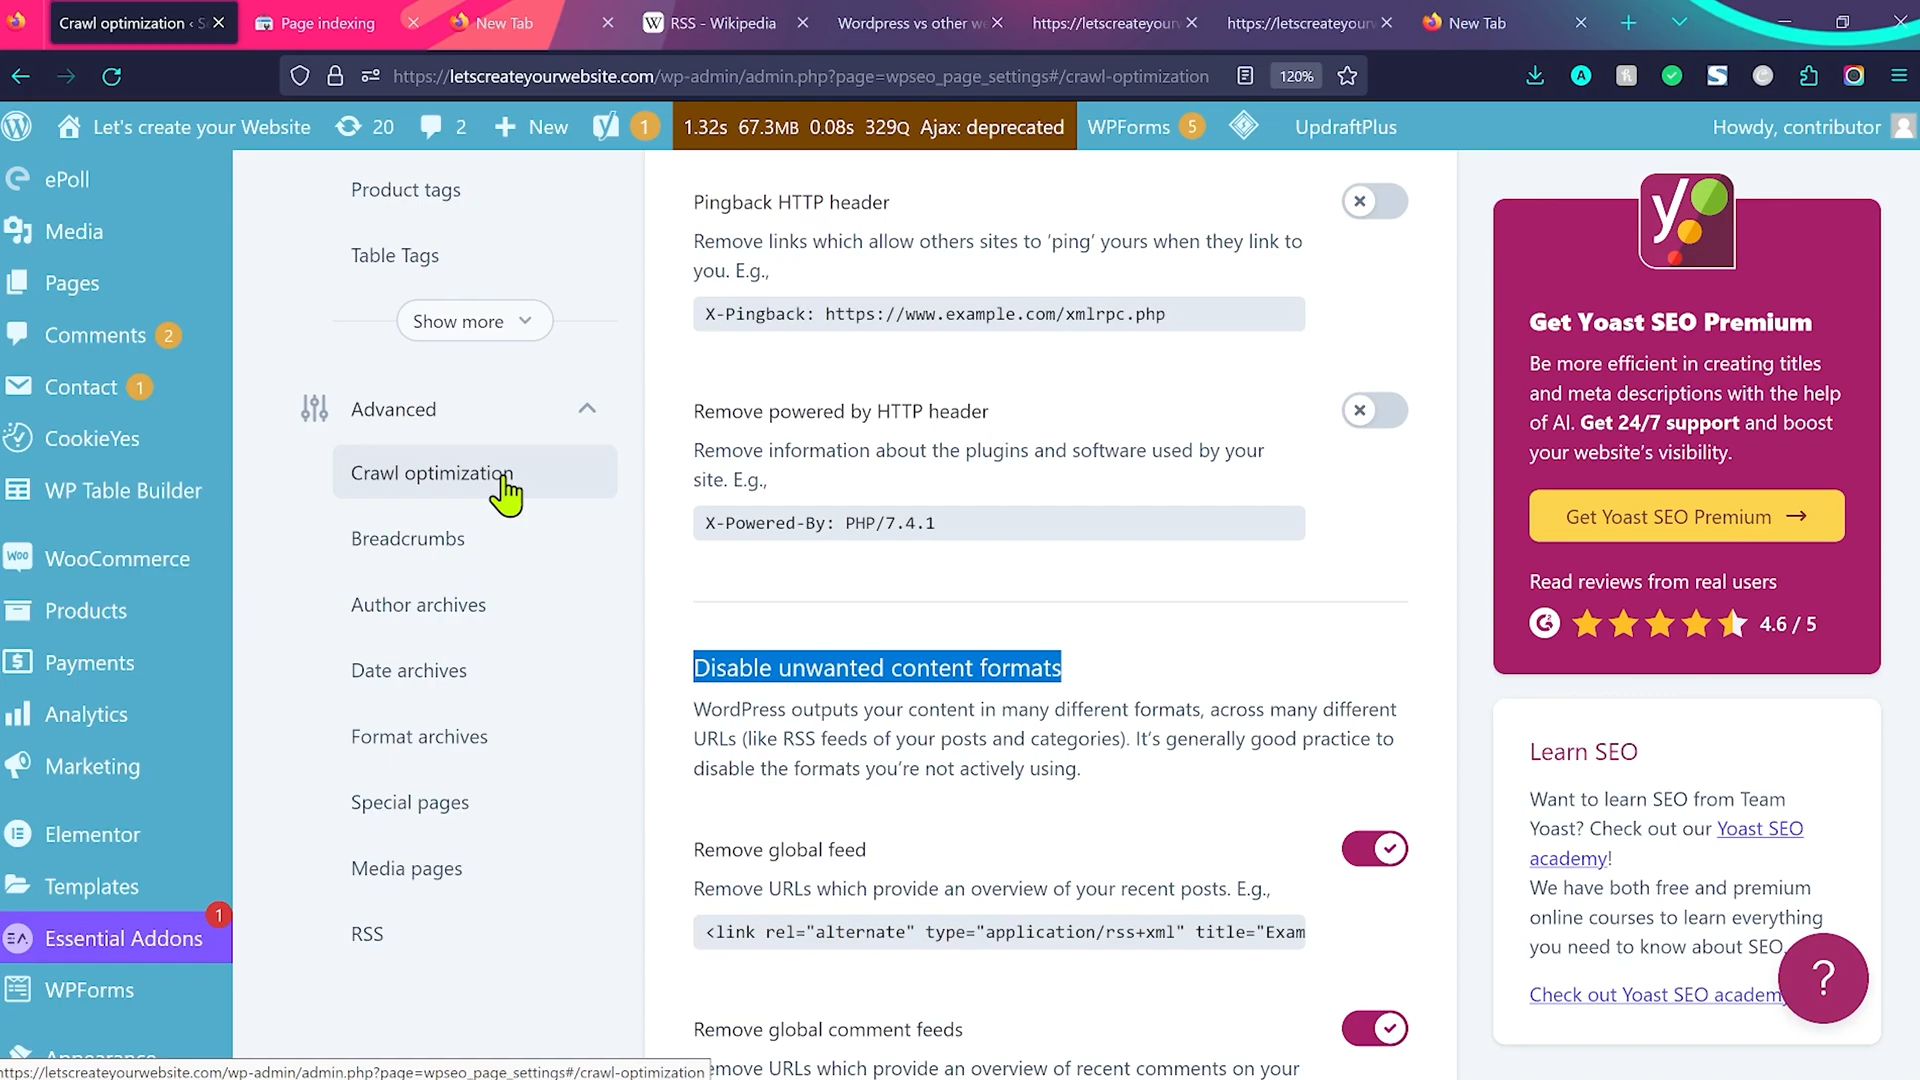 Crawl optimization ‹ S
Page indexing
New Tab
RSS - Wikipedia
Wordpress vs other w
https://letscreateyour
https://letscreateyour
New Tab
https://letscreateyourwebsite.com/wp-admin/admin.php?page=wpseo_page_settings#/crawl-optimization
120%
Let's create your Website
20
2
New
1
1.32s 67.3MB 0.08s 329Q Ajax: deprecated
WPForms 5
UpdraftPlus
Howdy, contributor
ePoll
Media
Pages
Comments 2
Contact 1
CookieYes
WP Table Builder
WooCommerce
Products
Payments
Analytics
Marketing
Elementor
Templates
Essential Addons 1
WPForms
Appearance
Product tags
Table Tags
Show more
Advanced
Crawl optimization
Breadcrumbs
Author archives
Date archives
Format archives
Special pages
Media pages
RSS
Pingback HTTP header
Remove links which allow others sites to ‘ping’ yours when they link to
you. E.g.,
X-Pingback: https://www.example.com/xmlrpc.php
Remove powered by HTTP header
Remove information about the plugins and software used by your
site. E.g.,
X-Powered-By: PHP/7.4.1
Disable unwanted content formats
WordPress outputs your content in many different formats, across many different
URLs (like RSS feeds of your posts and categories). It’s generally good practice to
disable the formats you’re not actively using.
Remove global feed
Remove URLs which provide an overview of your recent posts. E.g.,
<link rel="alternate" type="application/rss+xml" title="Exam
Remove global comment feeds
emove URLs which provide an overview of recent comments on your
Get Yoast SEO Premium
Be more efficient in creating titles
and meta descriptions with the help
of AI. Get 24/7 support and boost
your website’s visibility.
Get Yoast SEO Premium →
Read reviews from real users
4.6 / 5
Learn SEO
Want to learn SEO from Team
Yoast? Check out our Yoast SEO
academy!
We have both free and premium
online courses to learn everything
you need to know about SEO.
Check out Yoast SEO academy
?
https://letscreateyourwebsite.com/wp-admin/admin.php?page=wpseo_page_settings#/crawl-optimization